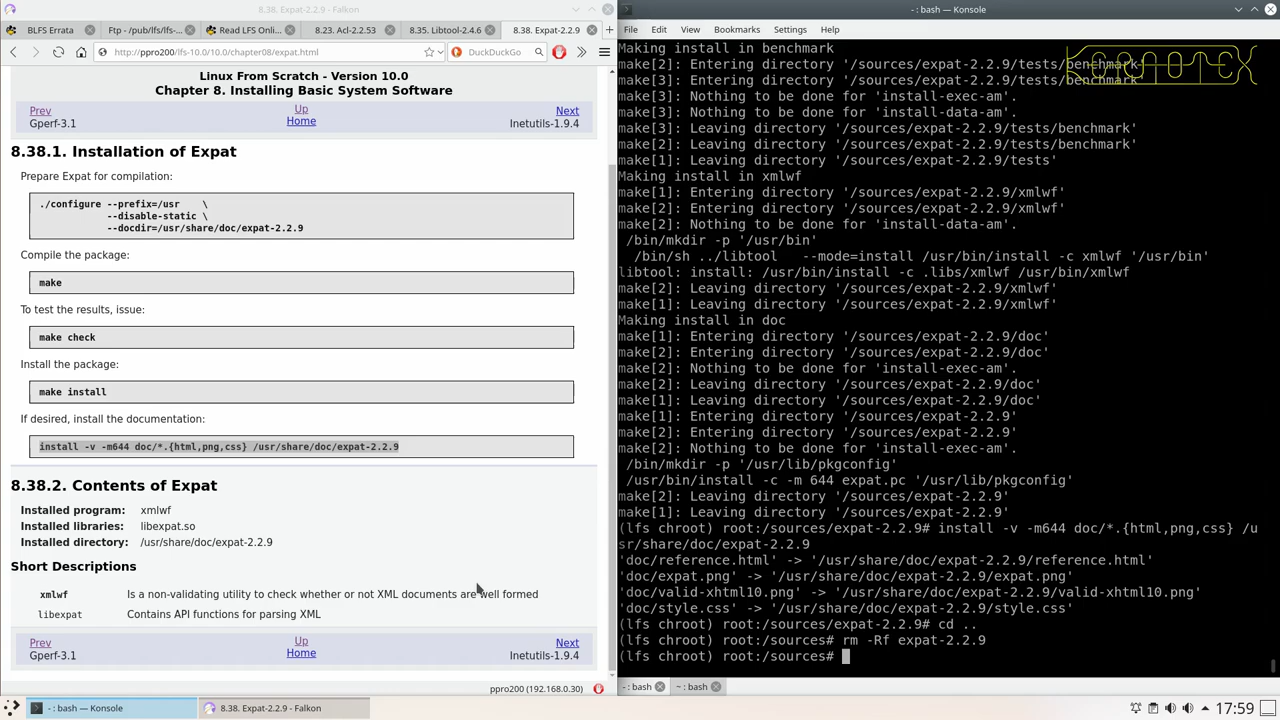 8.38. Expat-2.2.9 - Falkon
BLFS Errata
Ftp - /pub/lfs-...
Read LFS Onli...
8.23. Acl-2.2.53
8.35. Libtool-2.4.6
8.38. Expat-2.2.9
http://ppro200/lfs-10.0/10.0/chapter08/expat.html
DuckDuckGo
Linux From Scratch - Version 10.0
Chapter 8. Installing Basic System Software
Prev
Up
Next
Gperf-3.1
Home
Inetutils-1.9.4
8.38.1. Installation of Expat
Prepare Expat for compilation:
./configure --prefix=/usr    \
--disable-static \
--docdir=/usr/share/doc/expat-2.2.9
Compile the package:
make
To test the results, issue:
make check
Install the package:
make install
If desired, install the documentation:
install -v -m644 doc/*.{html,png,css} /usr/share/doc/expat-2.2.9
8.38.2. Contents of Expat
Installed program: xmlwf
Installed libraries: libexpat.so
Installed directory: /usr/share/doc/expat-2.2.9
Short Descriptions
xmlwf Is a non-validating utility to check whether or not XML documents are well formed
libexpat Contains API functions for parsing XML
Prev
Up
Next
Gperf-3.1
Home
Inetutils-1.9.4
ppro200 (192.168.0.30)
- : bash — Konsole
File Edit View Bookmarks Settings Help
KERNOTEX
Making install in benchmark
make[2]: Entering directory '/sources/expat-2.2.9/tests/benchmark'
make[3]: Entering directory '/sources/expat-2.2.9/tests/benchmark'
make[3]: Nothing to be done for 'install-exec-am'.
make[3]: Nothing to be done for 'install-data-am'.
make[3]: Leaving directory '/sources/expat-2.2.9/tests/benchmark'
make[2]: Leaving directory '/sources/expat-2.2.9/tests/benchmark'
make[1]: Leaving directory '/sources/expat-2.2.9/tests'
Making install in xmlwf
make[1]: Entering directory '/sources/expat-2.2.9/xmlwf'
make[2]: Entering directory '/sources/expat-2.2.9/xmlwf'
make[2]: Nothing to be done for 'install-data-am'.
/bin/mkdir -p '/usr/bin'
/bin/sh ../libtool   --mode=install /usr/bin/install -c xmlwf '/usr/bin'
libtool: install: /usr/bin/install -c .libs/xmlwf /usr/bin/xmlwf
make[2]: Leaving directory '/sources/expat-2.2.9/xmlwf'
make[1]: Leaving directory '/sources/expat-2.2.9/xmlwf'
Making install in doc
make[1]: Entering directory '/sources/expat-2.2.9/doc'
make[2]: Entering directory '/sources/expat-2.2.9/doc'
make[2]: Nothing to be done for 'install-exec-am'.
make[2]: Leaving directory '/sources/expat-2.2.9/doc'
make[1]: Leaving directory '/sources/expat-2.2.9/doc'
make[1]: Entering directory '/sources/expat-2.2.9'
make[2]: Entering directory '/sources/expat-2.2.9'
make[2]: Nothing to be done for 'install-exec-am'.
/bin/mkdir -p '/usr/lib/pkgconfig'
/usr/bin/install -c -m 644 expat.pc '/usr/lib/pkgconfig'
make[2]: Leaving directory '/sources/expat-2.2.9'
make[1]: Leaving directory '/sources/expat-2.2.9'
(lfs chroot) root:/sources/expat-2.2.9# install -v -m644 doc/*.{html,png,css} /u
sr/share/doc/expat-2.2.9
'doc/reference.html' -> '/usr/share/doc/expat-2.2.9/reference.html'
'doc/expat.png' -> '/usr/share/doc/expat-2.2.9/expat.png'
'doc/valid-xhtml10.png' -> '/usr/share/doc/expat-2.2.9/valid-xhtml10.png'
'doc/style.css' -> '/usr/share/doc/expat-2.2.9/style.css'
(lfs chroot) root:/sources/expat-2.2.9# cd ..
(lfs chroot) root:/sources# rm -Rf expat-2.2.9
(lfs chroot) root:/sources#
- : bash
~ : bash
- : bash — Konsole
8.38. Expat-2.2.9 - Falkon
17:59